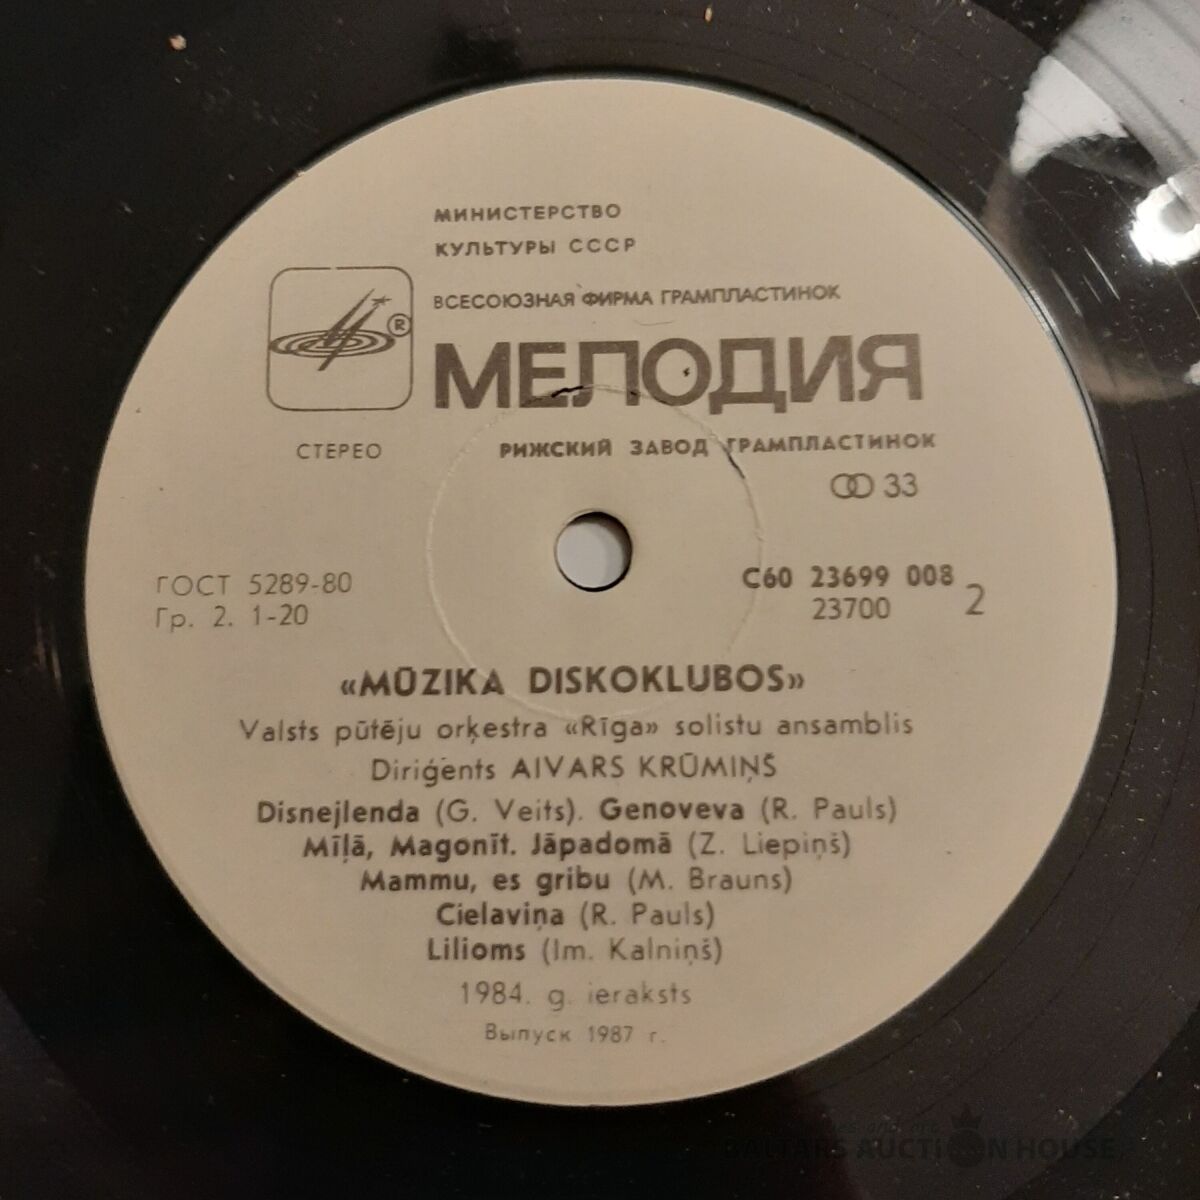 МИНИСТЕРСТВО
КУЛЬТУРЫ СССР
ВСЕСОЮЗНАЯ ФИРМА ГРАМПЛАСТИНОК
®
МЕЛОДИЯ
СТЕРЕО
РИЖСКИЙ ЗАВОД ГРАМПЛАСТИНОК
33
ГОСТ 5289-80
Гр. 2. 1-20
С60 23699 008
23700
2
«MŪZIKA DISKOKLUBOS»
Valsts pūtēju orķestra «Rīga» solistu ansamblis
Diriģents AIVARS KRŪMIŅŠ
Disnejlenda (G. Veits). Genoveva (R. Pauls)
Mīļā, Magonīt. Jāpadomā (Z. Liepiņš)
Mammu, es gribu (M. Brauns)
Cielaviņa (R. Pauls)
Lilioms (Im. Kalniņš)
1984. g. ieraksts
Выпуск 1987 г.
BALTARS AUCTION HOUSE